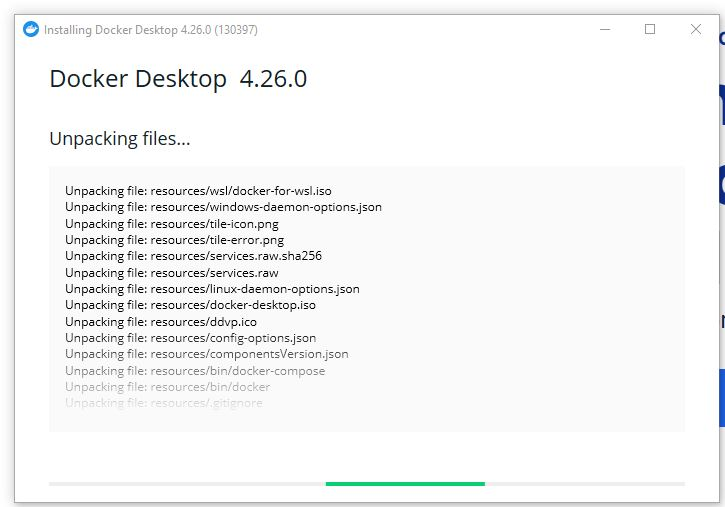 Installing Docker Desktop 4.26.0 (130397)
Docker Desktop 4.26.0
Unpacking files...
Unpacking file: resources/wsl/docker-for-wsl.iso
Unpacking file: resources/windows-daemon-options.json
Unpacking file: resources/tile-icon.png
Unpacking file: resources/tile-error.png
Unpacking file: resources/services.raw.sha256
Unpacking file: resources/services.raw
Unpacking file: resources/linux-daemon-options.json
Unpacking file: resources/docker-desktop.iso
Unpacking file: resources/ddvp.ico
Unpacking file: resources/config-options.json
Unpacking file: resources/componentsVersion.json
Unpacking file: resources/bin/docker-compose
Unpacking file: resources/bin/docker
Unpacking file: resources/.gitignore